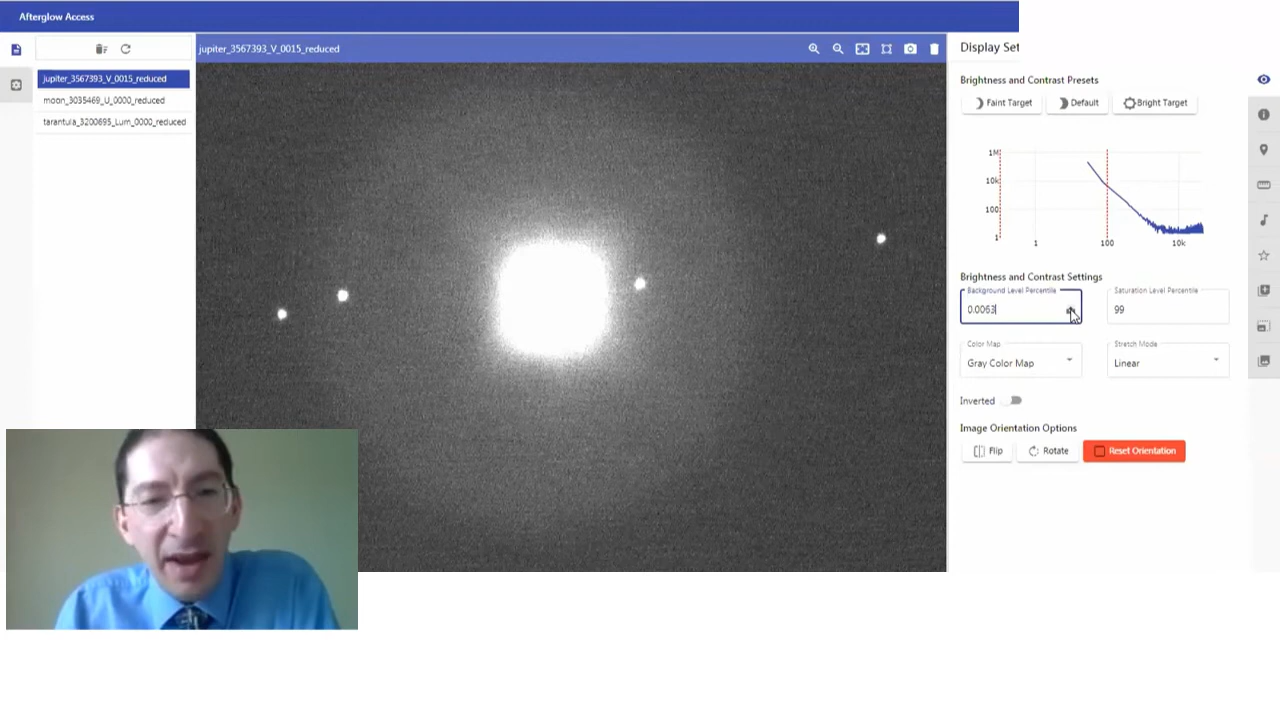 Afterglow Access
jupiter_3567393_V_0015_reduced
Display Set
jupiter_3567393_V_0015_reduced
moon_3035469_U_0000_reduced
tarantula_3200695_Lum_0000_reduced
Brightness and Contrast Presets
Faint Target
Default
Bright Target
1M
10k
100
1
1
100
10k
Brightness and Contrast Settings
Background Level Percentile
Saturation Level Percentile
0.0063
99
Color Map
Stretch Mode
Gray Color Map
Linear
Inverted
Image Orientation Options
Flip
Rotate
Reset Orientation